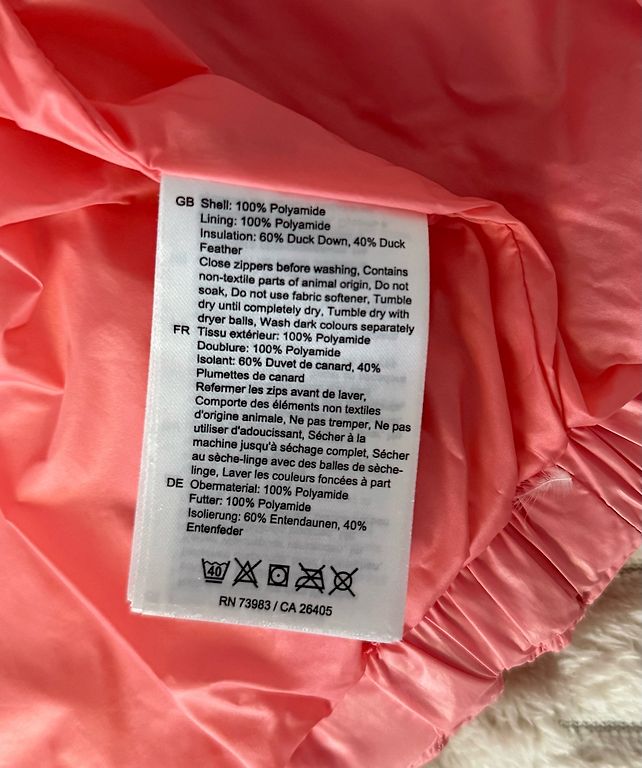 GB Shell: 100% Polyamide
Lining: 100% Polyamide
Insulation: 60% Duck Down, 40% Duck
Feather
Close zippers before washing, Contains
non-textile parts of animal origin, Do not
soak, Do not use fabric softener, Tumble
dry until completely dry, Tumble dry with
dryer balls, Wash dark colours separately
FR Tissu extérieur: 100% Polyamide
Doublure: 100% Polyamide
Isolant: 60% Duvet de canard, 40%
Plumettes de canard
Refermer les zips avant de laver,
Comporte des éléments non textiles
d'origine animale, Ne pas tremper, Ne pas
utiliser d'adoucissant, Sécher à la
machine jusqu'à séchage complet, Sécher
au sèche-linge avec des balles de sèche-
linge, Laver les couleurs foncées à part
DE Obermaterial: 100% Polyamide
Futter: 100% Polyamide
Isolierung: 60% Entendaunen, 40%
Entenfeder
40
RN 73983 / CA 26405